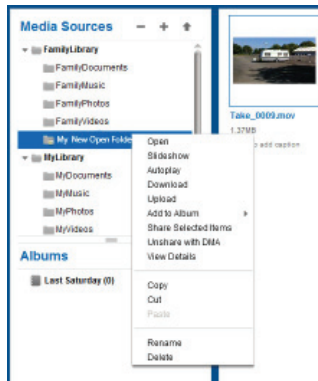 Media Sources
FamilyLibrary
FamilyDocuments
FamilyMusic
FamilyPhotos
FamilyVideos
My New Open Folde
MyLibrary
MyDocuments
MyMusic
MyPhotos
MyVideos
Albums
Last Saturday (0)
Open
Slideshow
Autoplay
Download
Upload
Add to Album
Share Selected Items
Unshare with DMA
View Details
Copy
Cut
Paste
Rename
Delete
Take_0009.mov
1.37MB
o add caption